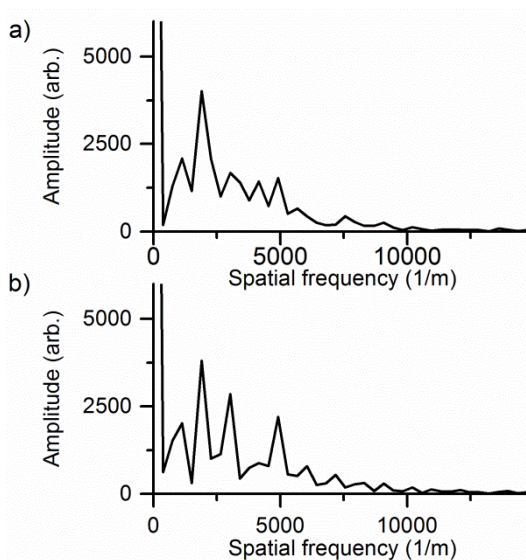 a)
Amplitude (arb.)
5000
2500
0
0 5000 10000
Spatial frequency (1/m)
b)
Amplitude (arb.)
5000
2500
0
0 5000 10000
Spatial frequency (1/m)